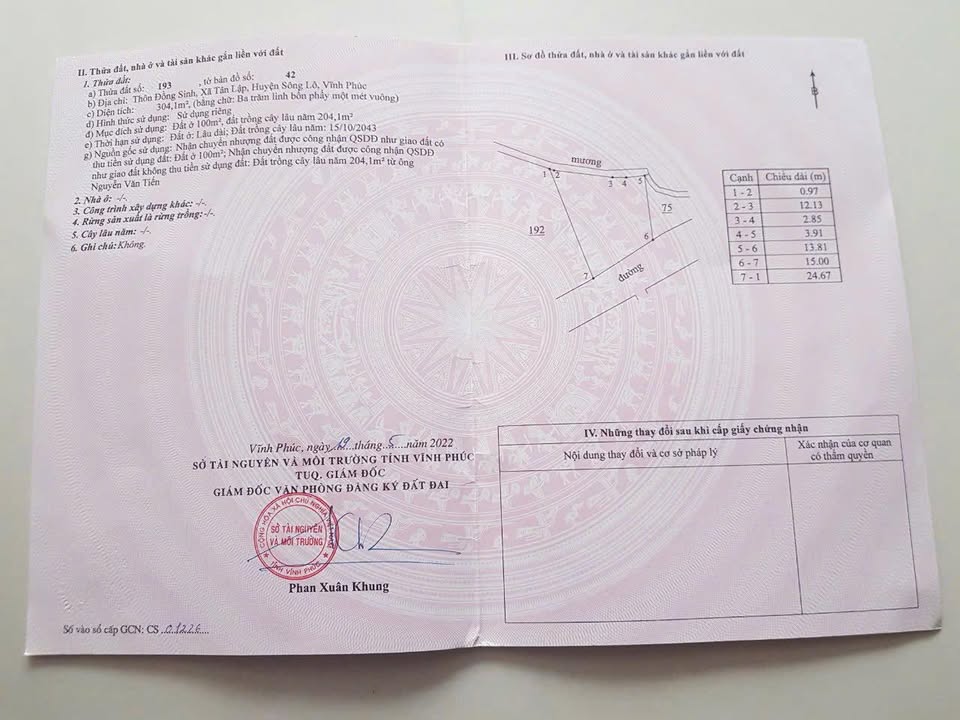 II. Thửa đất, nhà ở và tài sản khác gắn liền với đất
1. Thửa đất:
a) Thửa đất số: 193 , tờ bản đồ số: 42
b) Địa chỉ: Thôn Đồng Sinh, Xã Tân Lập, Huyện Sông Lô, Vĩnh Phúc
c) Diện tích: 304,1m², (bằng chữ: Ba trăm linh bốn phẩy một mét vuông)
d) Hình thức sử dụng: Sử dụng riêng
đ) Mục đích sử dụng: Đất ở 100m², đất trồng cây lâu năm 204,1m²
e) Thời hạn sử dụng: Đất ở: Lâu dài; Đất trồng cây lâu năm: 15/10/2043
g) Nguồn gốc sử dụng: Nhận chuyển nhượng đất được công nhận QSDĐ như giao đất có
thu tiền sử dụng đất: Đất ở 100m²; Nhận chuyển nhượng đất được công nhận QSDĐ
như giao đất không thu tiền sử dụng đất: Đất trồng cây lâu năm 204,1m² từ ông
Nguyễn Văn Tiến
2. Nhà ở: -/-.
3. Công trình xây dựng khác: -/-.
4. Rừng sản xuất là rừng trồng: -/-.
5. Cây lâu năm: -/-.
6. Ghi chú: Không.
Vĩnh Phúc, ngày 19 tháng 5 năm 2022
SỞ TÀI NGUYÊN VÀ MÔI TRƯỜNG TỈNH VĨNH PHÚC
TUQ. GIÁM ĐỐC
GIÁM ĐỐC VĂN PHÒNG ĐĂNG KÝ ĐẤT ĐAI
CỘNG HÒA XÃ HỘI CHỦ NGHĨA
SỞ TÀI NGUYÊN
VÀ MÔI TRƯỜNG
TỈNH VĨNH PHÚC
Phan Xuân Khung
Số vào sổ cấp GCN: CS 01226
III. Sơ đồ thửa đất, nhà ở và tài sản khác gắn liền với đất
mương
1 2 3 4 5
75
192
6
7
đường
Cạnh Chiều dài (m)
1 - 2 0.97
2 - 3 12.13
3 - 4 2.85
4 - 5 3.91
5 - 6 13.81
6 - 7 15.00
7 - 1 24.67
IV. Những thay đổi sau khi cấp giấy chứng nhận
Nội dung thay đổi và cơ sở pháp lý
Xác nhận của cơ quan
có thẩm quyền